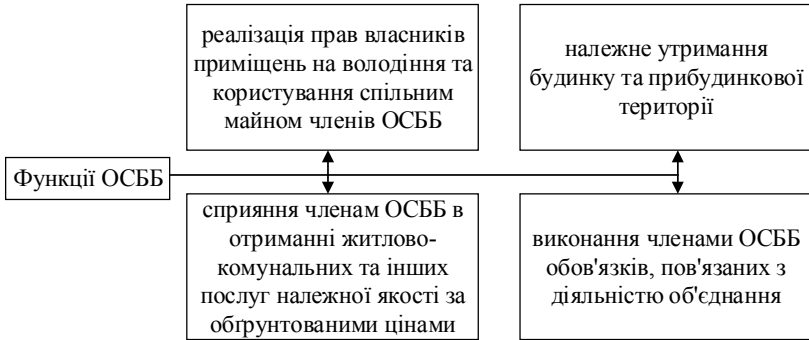 реалізація прав власників
приміщень на володіння та
користування спільним
майном членів ОСББ
належне утримання
будинку та прибудинкової
території
Функції ОСББ
сприяння членам ОСББ в
отриманні житлово-
комунальних та інших
послуг належної якості за
обґрунтованими цінами
виконання членами ОСББ
обов'язків, пов'язаних з
діяльністю об'єднання